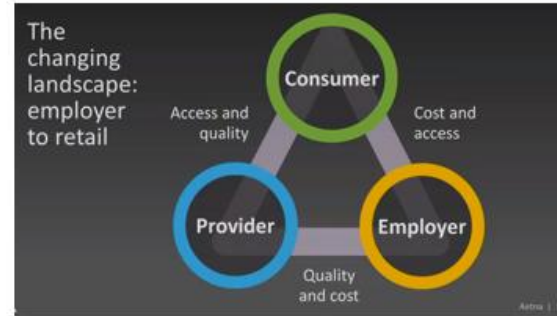 The
changing
landscape:
employer
to retail
Consumer
Access and
quality
Cost and
access
Provider
Employer
Quality
and cost
Aetna |